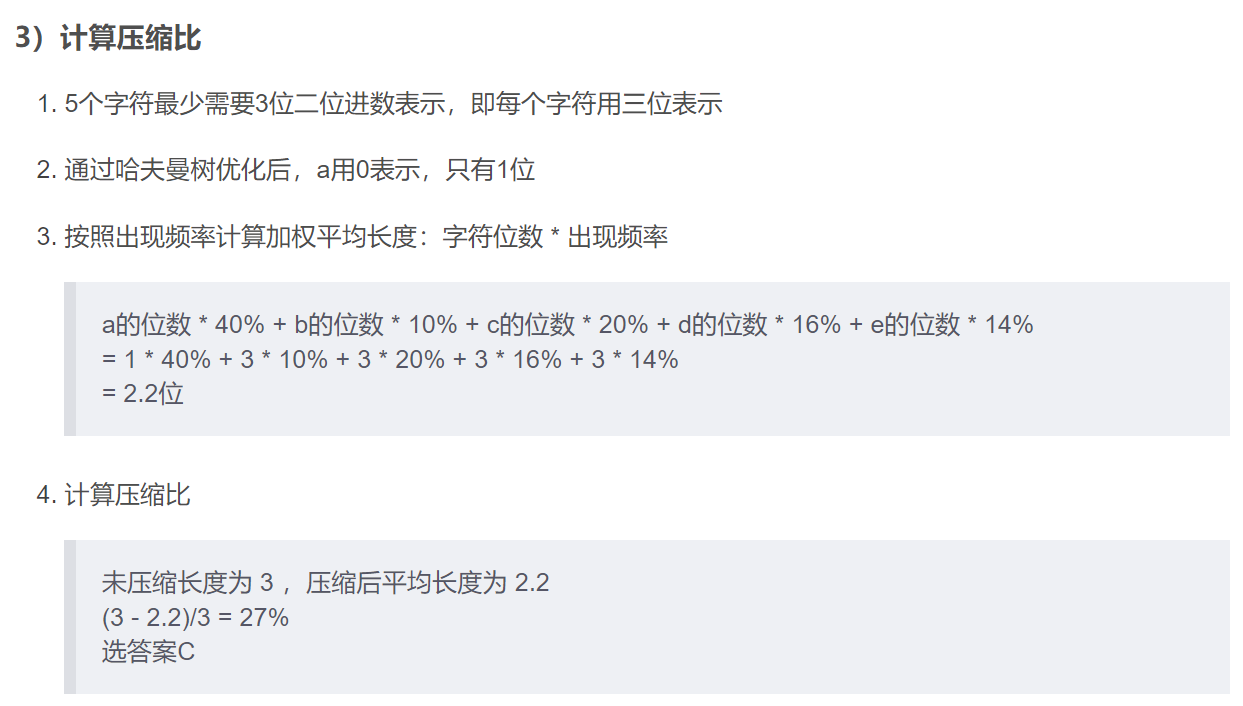 3）计算压缩比
1. 5个字符最少需要3位二位进数表示，即每个字符用三位表示
2. 通过哈夫曼树优化后，a用0表示，只有1位
3. 按照出现频率计算加权平均长度：字符位数 * 出现频率
a的位数 * 40% + b的位数 * 10% + c的位数 * 20% + d的位数 * 16% + e的位数 * 14%
= 1 * 40% + 3 * 10% + 3 * 20% + 3 * 16% + 3 * 14%
= 2.2位
4. 计算压缩比
未压缩长度为 3 ，压缩后平均长度为 2.2
(3 - 2.2)/3 = 27%
选答案C